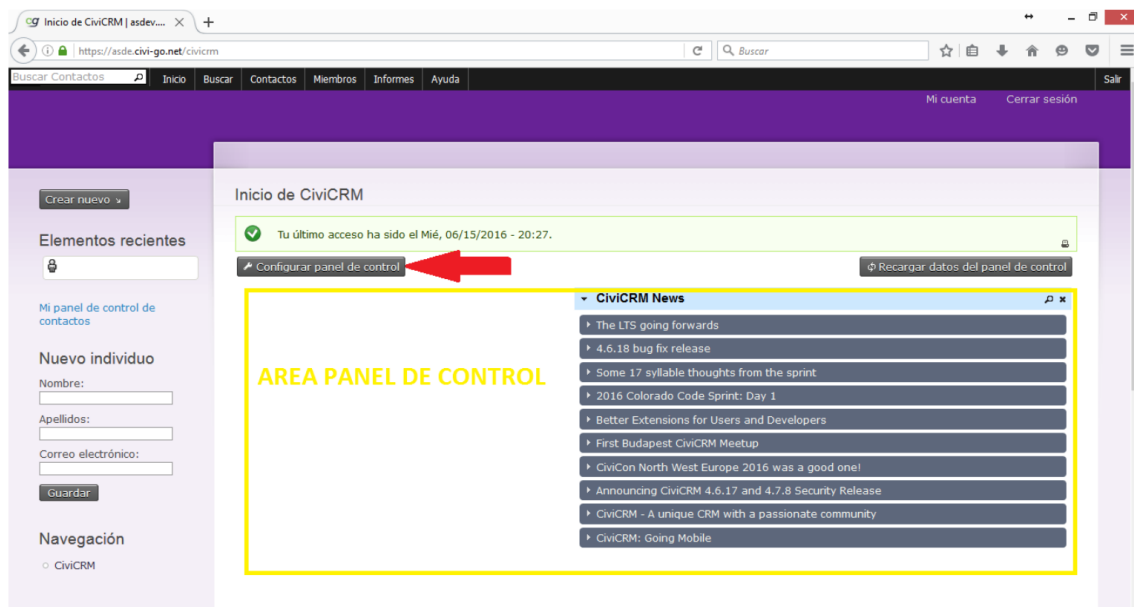 Inicio de CiviCRM | asdev....
https://asde.civi-go.net/civicrm
Buscar
Buscar Contactos
Inicio Buscar Contactos Miembros Informes Ayuda
Salir
Mi cuenta Cerrar sesión
Crear nuevo
Elementos recientes
Mi panel de control de
contactos
Nuevo individuo
Nombre:
Apellidos:
Correo electrónico:
Guardar
Navegación
CiviCRM
Inicio de CiviCRM
Tu último acceso ha sido el Mié, 06/15/2016 - 20:27.
Configurar panel de control
Recargar datos del panel de control
AREA PANEL DE CONTROL
CiviCRM News
The LTS going forwards
4.6.18 bug fix release
Some 17 syllable thoughts from the sprint
2016 Colorado Code Sprint: Day 1
Better Extensions for Users and Developers
First Budapest CiviCRM Meetup
CiviCon North West Europe 2016 was a good one!
Announcing CiviCRM 4.6.17 and 4.7.8 Security Release
CiviCRM - A unique CRM with a passionate community
CiviCRM: Going Mobile